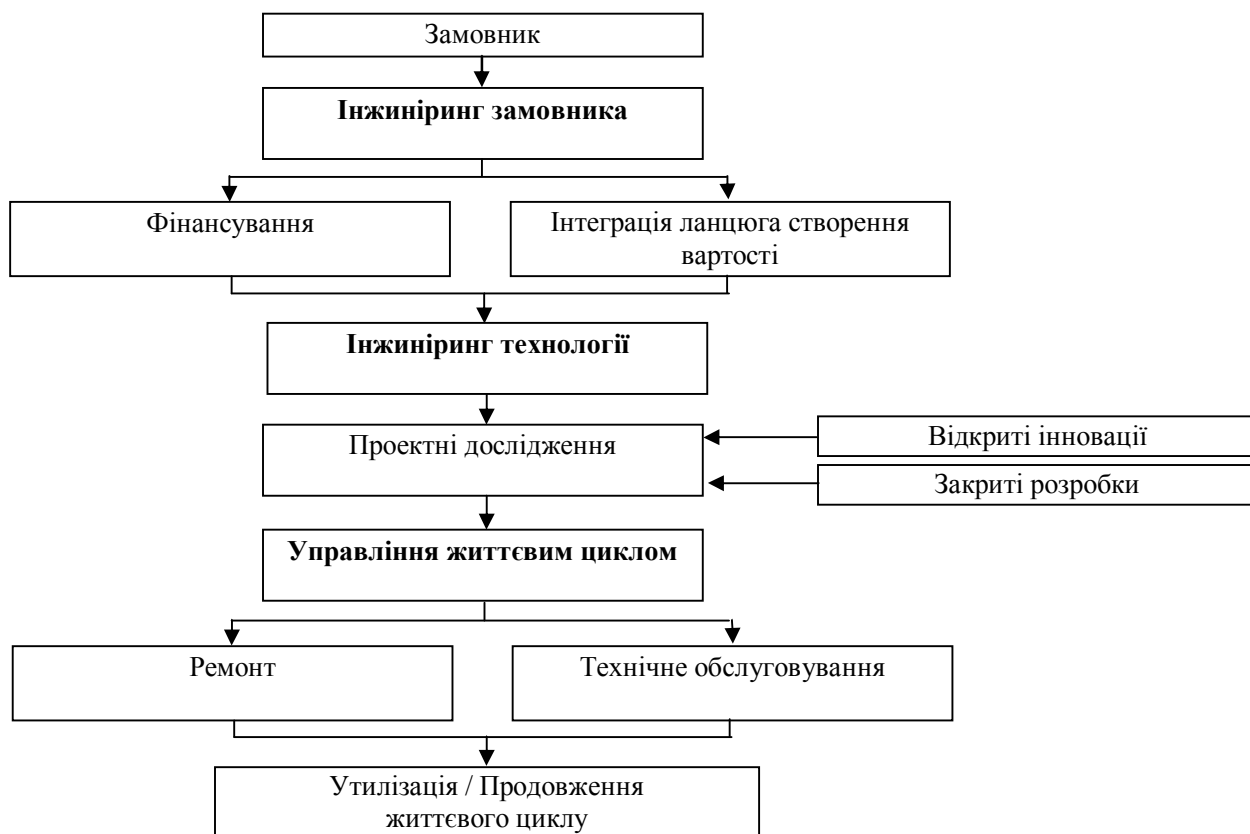 Замовник
Інжиніринг замовника
Фінансування
Інтеграція ланцюга створення
вартості
Інжиніринг технології
Проектні дослідження
Відкриті інновації
Закриті розробки
Управління життєвим циклом
Ремонт
Технічне обслуговування
Утилізація / Продовження
життєвого циклу